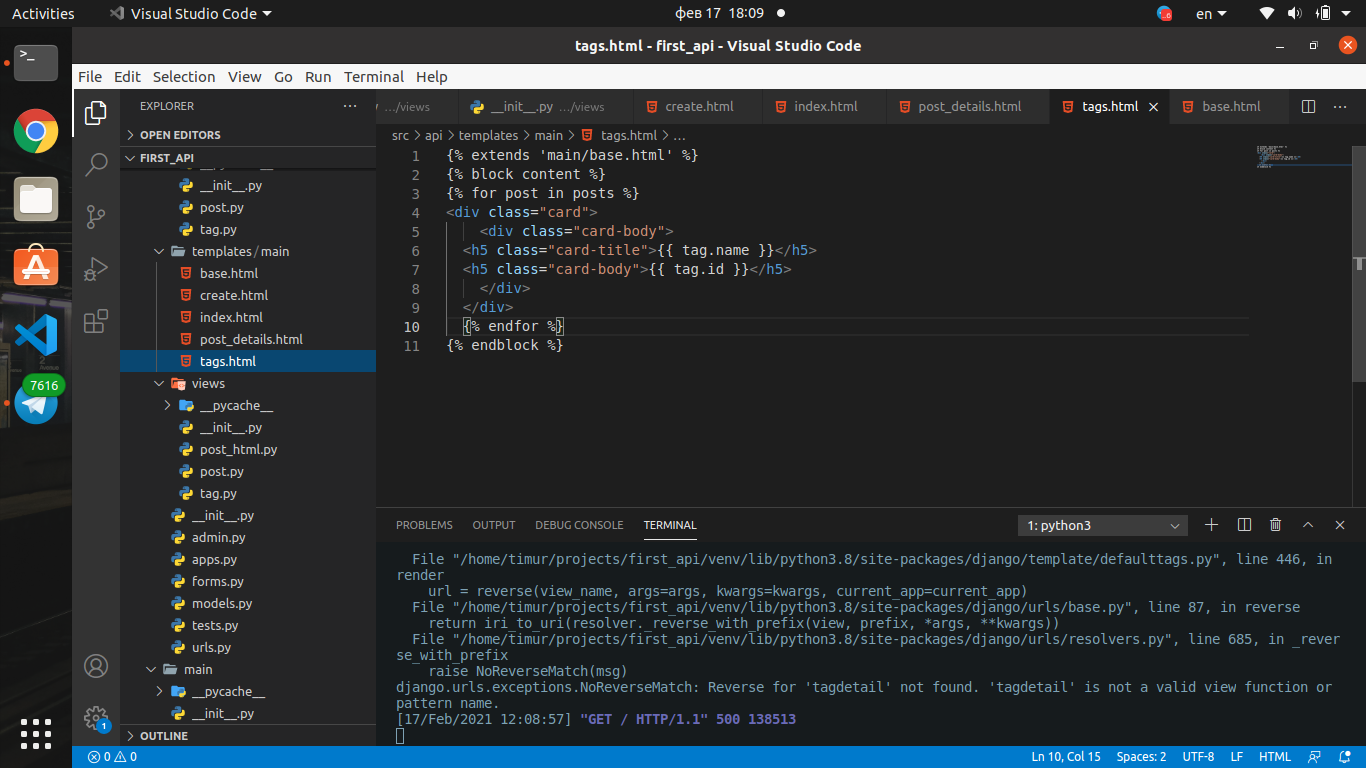 Activities
Visual Studio Code
фев 17 18:09
6
en
tags.html - first_api - Visual Studio Code
File Edit Selection View Go Run Terminal Help
EXPLORER
…/views
__init__.py …/views
create.html
index.html
post_details.html
tags.html
base.html
OPEN EDITORS
FIRST_API
__init__.py
post.py
tag.py
templates/main
base.html
create.html
index.html
post_details.html
tags.html
views
__pycache__
__init__.py
post_html.py
post.py
tag.py
__init__.py
admin.py
apps.py
forms.py
models.py
tests.py
urls.py
main
__pycache__
__init__.py
OUTLINE
7616
1
src > api > templates > main > tags.html > ...
1 {% extends 'main/base.html' %}
2 {% block content %}
3 {% for post in posts %}
4 <div class="card">
5 <div class="card-body">
6 <h5 class="card-title">{{ tag.name }}</h5>
7 <h5 class="card-body">{{ tag.id }}</h5>
8 </div>
9 </div>
10 {% endfor %}
11 {% endblock %}
PROBLEMS OUTPUT DEBUG CONSOLE TERMINAL
1: python3
File "/home/timur/projects/first_api/venv/lib/python3.8/site-packages/django/template/defaulttags.py", line 446, in
render
url = reverse(view_name, args=args, kwargs=kwargs, current_app=current_app)
File "/home/timur/projects/first_api/venv/lib/python3.8/site-packages/django/urls/base.py", line 87, in reverse
return iri_to_uri(resolver._reverse_with_prefix(view, prefix, *args, **kwargs))
File "/home/timur/projects/first_api/venv/lib/python3.8/site-packages/django/urls/resolvers.py", line 685, in _rever
se_with_prefix
raise NoReverseMatch(msg)
django.urls.exceptions.NoReverseMatch: Reverse for 'tagdetail' not found. 'tagdetail' is not a valid view function or
pattern name.
[17/Feb/2021 12:08:57] "GET / HTTP/1.1" 500 138513
0 0
Ln 10, Col 15 Spaces: 2 UTF-8 LF HTML